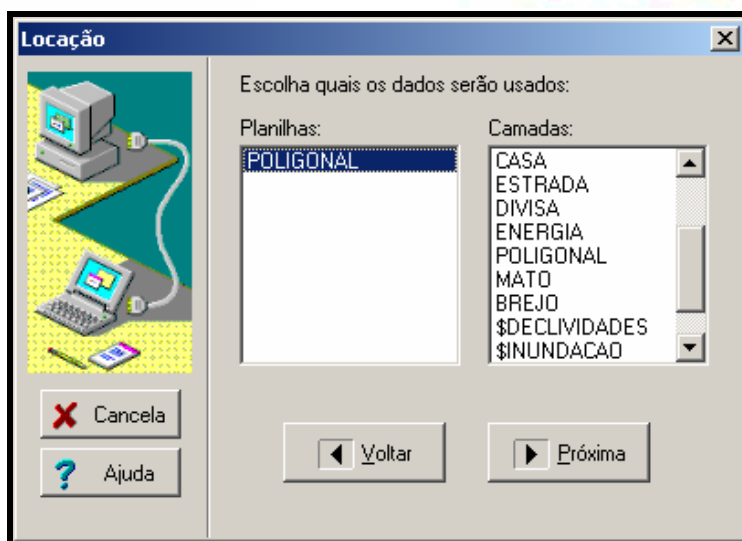 Locação
Escolha quais os dados serão usados:
Planilhas:
POLIGONAL
Camadas:
CASA
ESTRADA
DIVISA
ENERGIA
POLIGONAL
MATO
BREJO
$DECLIVIDADES
$INUNDACAO
Cancela
Ajuda
Voltar
Próxima